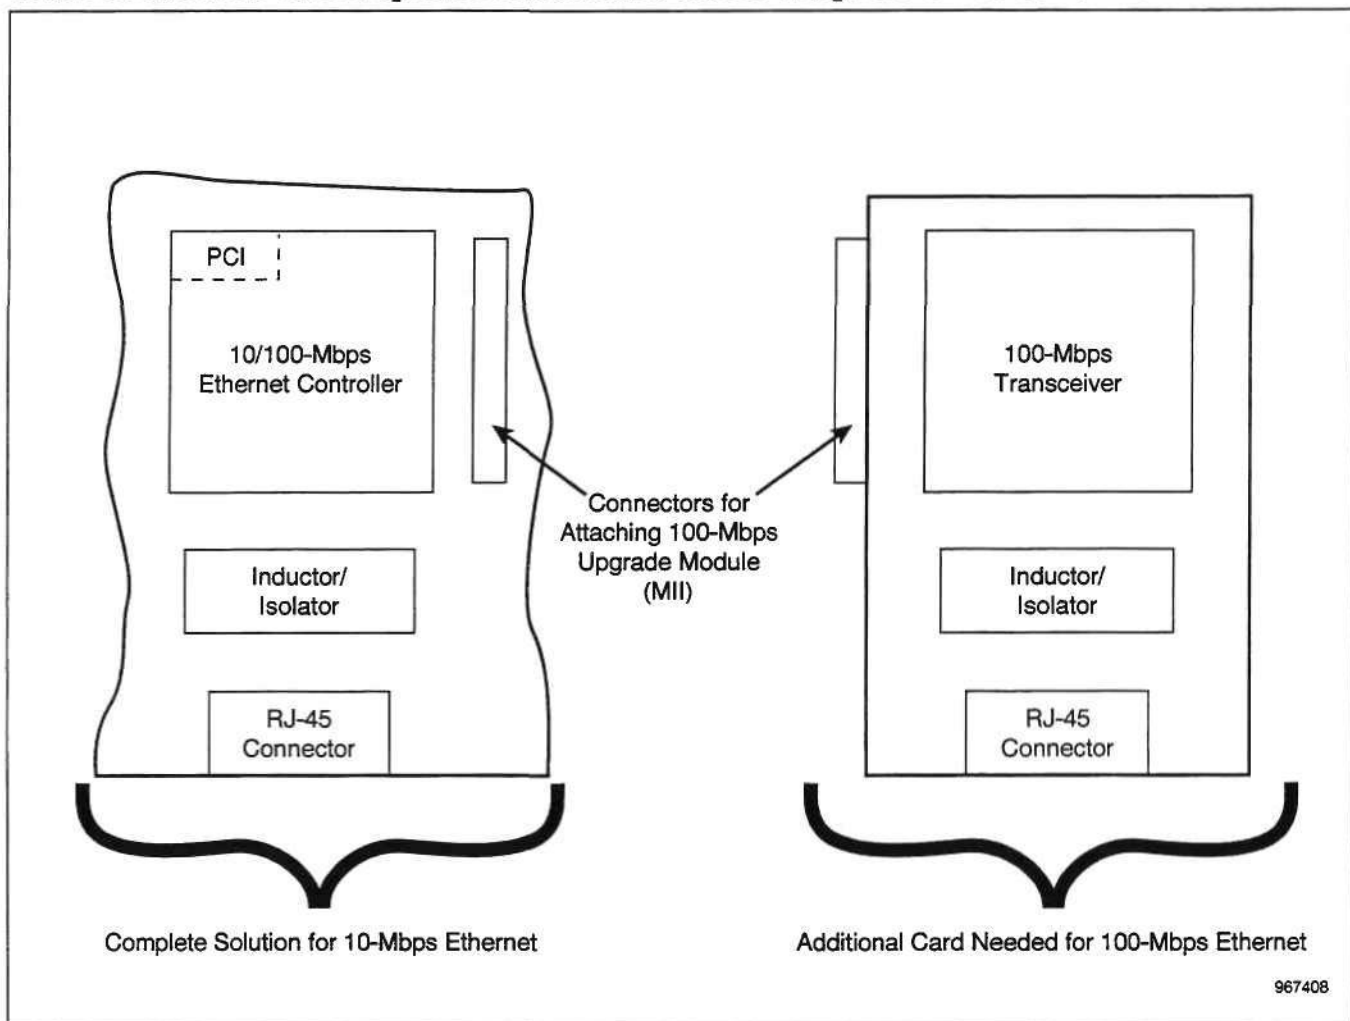 PCI
10/100-Mbps
Ethernet Controller
Inductor/
Isolator
RJ-45
Connector
Connectors for
Attaching 100-Mbps
Upgrade Module
(MII)
100-Mbps
Transceiver
Inductor/
Isolator
RJ-45
Connector
Complete Solution for 10-Mbps Ethernet
Additional Card Needed for 100-Mbps Ethernet
967408